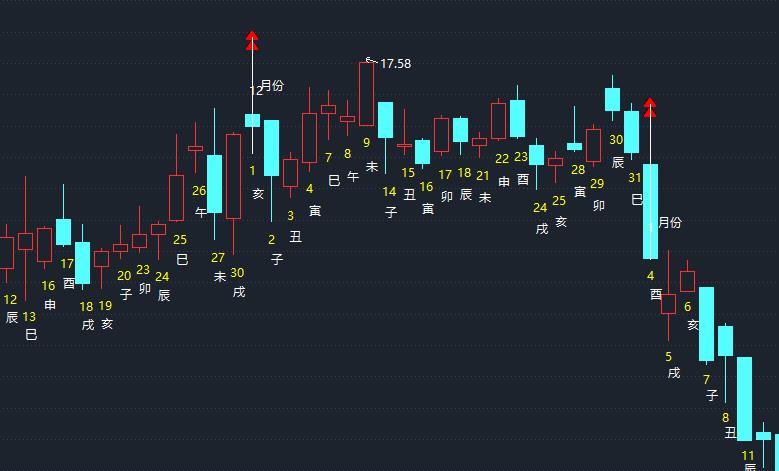 12 月份
17.58
12 辰
13 巳
16 申
17 酉
18 戌
19 亥
20 子
23 卯
24 辰
25 巳
26 午
27 未
30 戌
1 亥
2 子
3 丑
4 寅
7 巳
8 午
9 未
14 子
15 丑
16 寅
17 卯
18 辰
21 未
22 申
23 酉
24 戌
25 亥
28 寅
29 卯
30 辰
31 巳
1 月份
4 酉
5 戌
6 亥
7 子
8 丑
11 辰